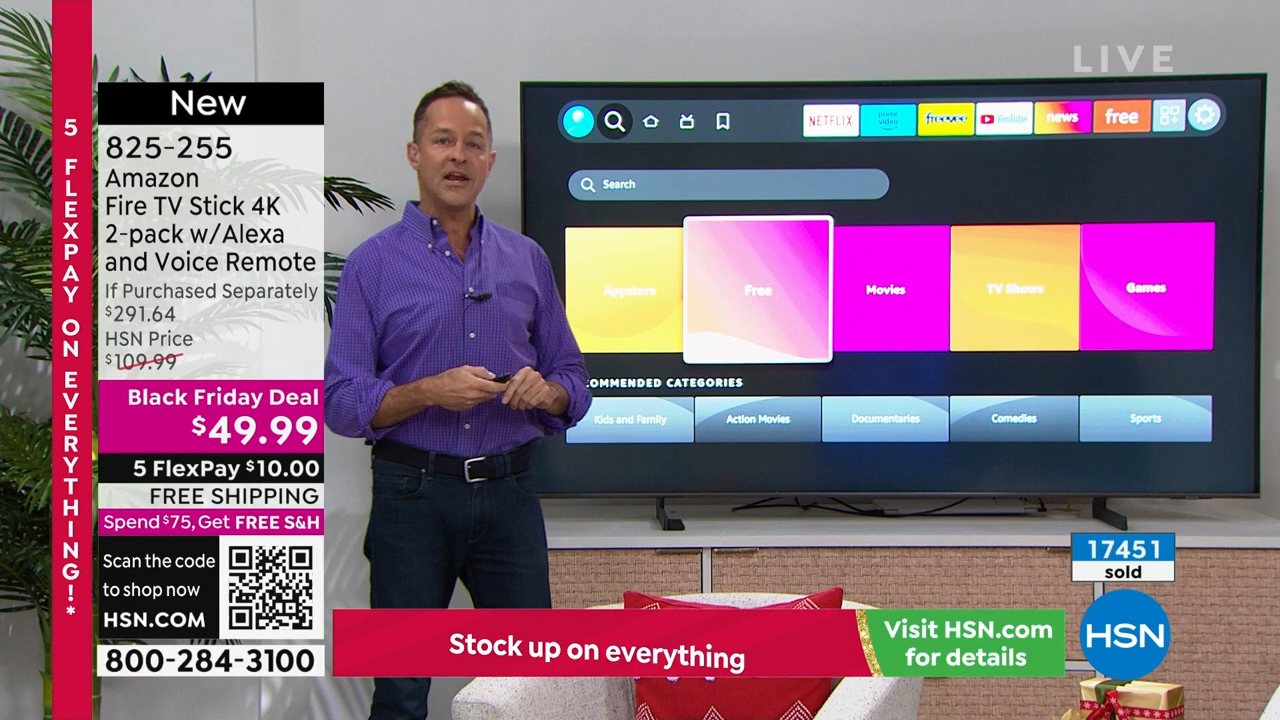 LIVE
5 FLEXPAY ON EVERYTHING!*
New
825-255
Amazon
Fire TV Stick 4K
2-pack w/Alexa
and Voice Remote
If Purchased Separately
$291.64
HSN Price
$109.99
Black Friday Deal
$49.99
5 FlexPay $10.00
FREE SHIPPING
Spend $75, Get FREE S&H
Scan the code
to shop now
HSN.COM
800-284-3100
NETFLIX
prime video
freevee
YouTube
news
free
Search
Appstore
Free
Movies
TV Shows
Games
OMMENDED CATEGORIES
Kids and Family
Action Movies
Documentaries
Comedies
Sports
17451
sold
HSN
Stock up on everything
Visit HSN.com
for details